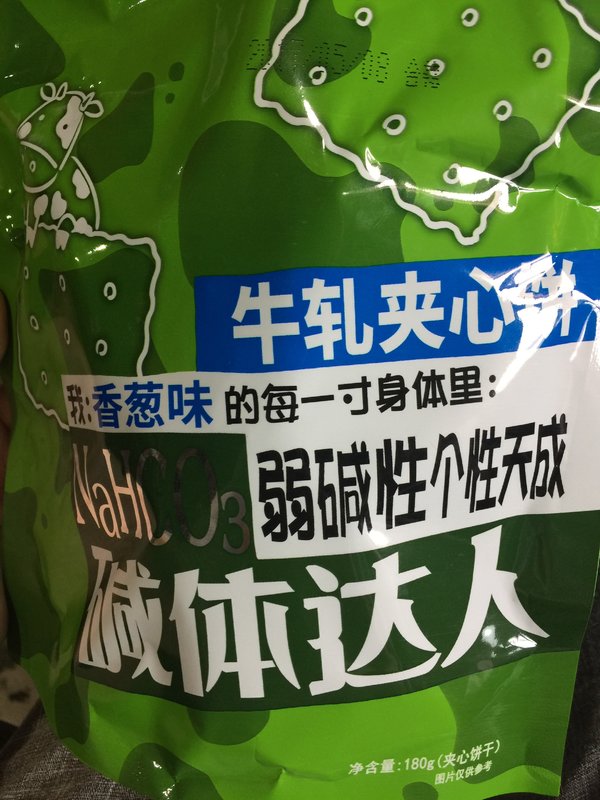 牛轧夹心饼
我:香葱味的每一寸身体里:
NaHCO3 弱碱性个性天成
碱体达人
净含量:180g(夹心饼干)
图片仅供参考